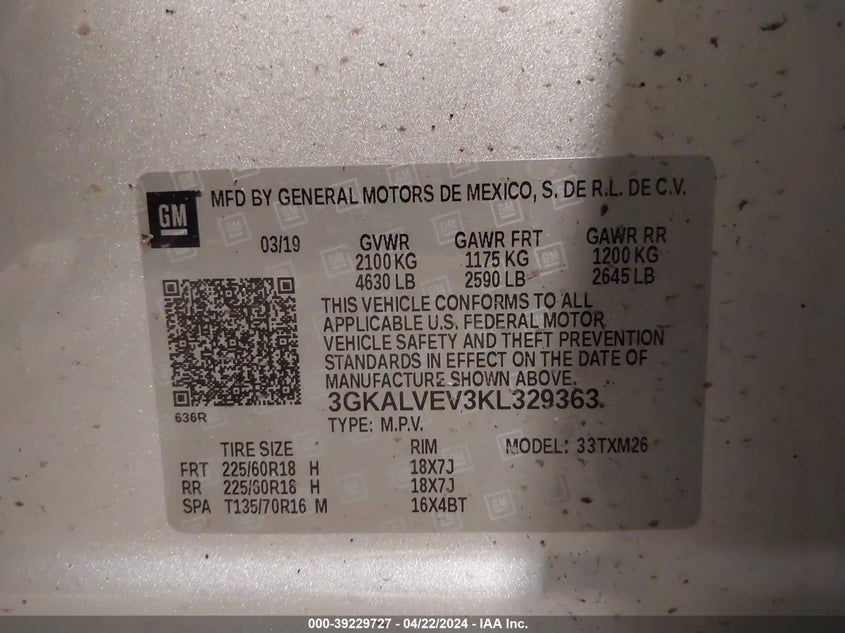 GM
MFD BY GENERAL MOTORS DE MEXICO, S. DE R.L. DE C.V.
03/19 GVWR GAWR FRT GAWR RR
2100 KG 1175 KG 1200 KG
4630 LB 2590 LB 2645 LB
THIS VEHICLE CONFORMS TO ALL
APPLICABLE U.S. FEDERAL MOTOR
VEHICLE SAFETY AND THEFT PREVENTION
STANDARDS IN EFFECT ON THE DATE OF
MANUFACTURE SHOWN ABOVE.
3GKALVEV3KL329363
636R
TYPE: M.P.V.
TIRE SIZE RIM MODEL: 33TXM26
FRT 225/60R18 H 18X7J
RR 225/60R18 H 18X7J
SPA T135/70R16 M 16X4BT
000-39229727 - 04/22/2024 - IAA Inc.